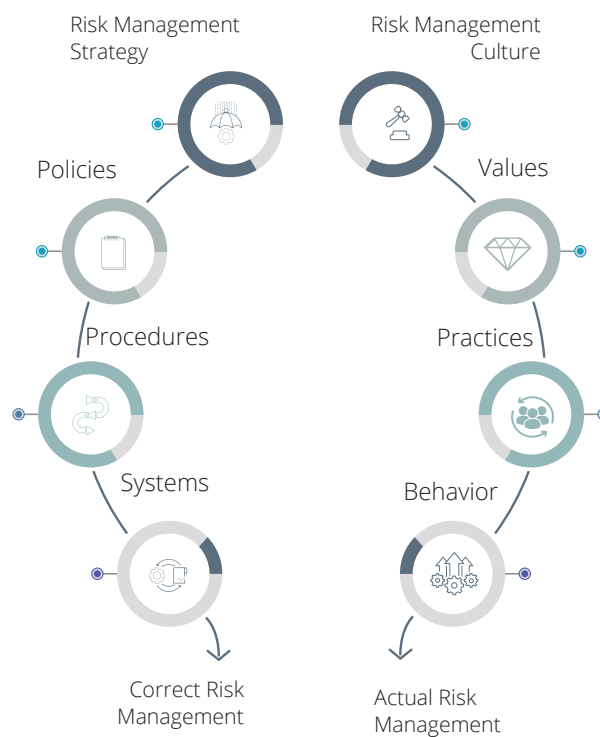 Risk Management
Strategy
Risk Management
Culture
Policies
Values
Procedures
Practices
Systems
Behavior
Correct Risk
Management
Actual Risk
Management